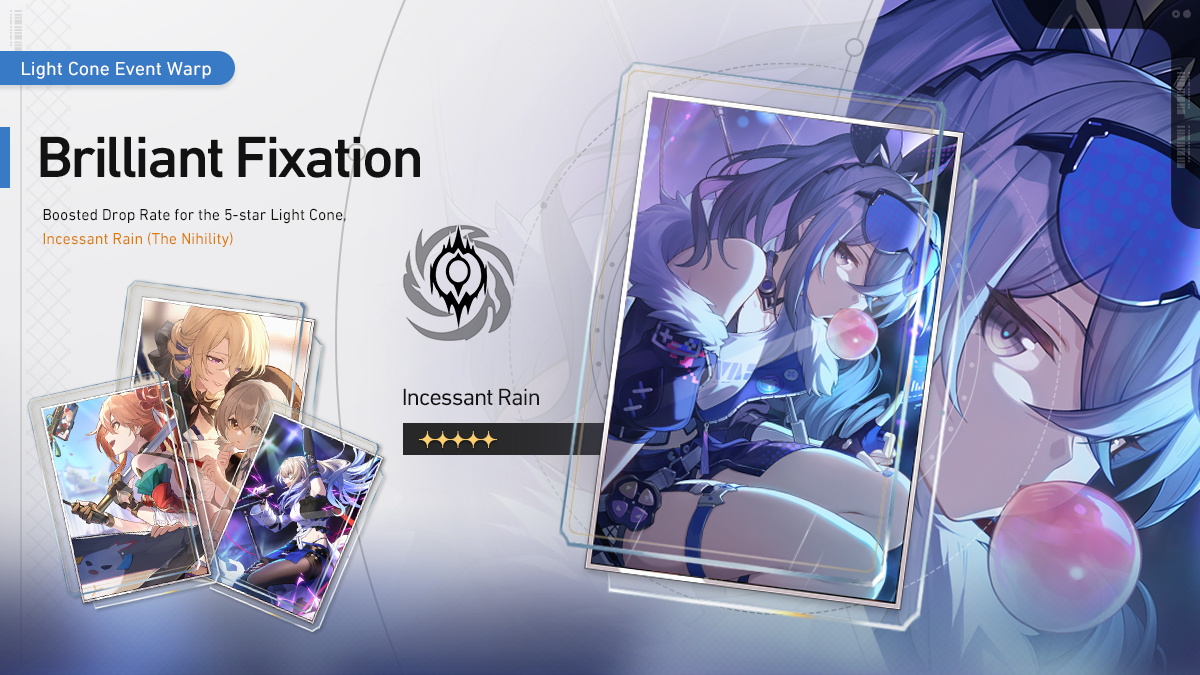 Light Cone Event Warp
Brilliant Fixation
Boosted Drop Rate for the 5-star Light Cone,
Incessant Rain (The Nihility)
Incessant Rain